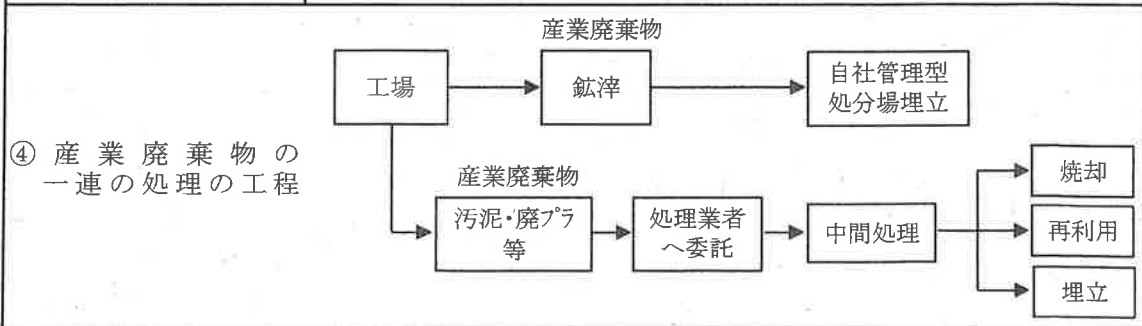 ④ 産業廃棄物の
一連の処理の工程
工場
産業廃棄物
鉱滓
自社管理型
処分場埋立
産業廃棄物
汚泥・廃プラ
等
処理業者
へ委託
中間処理
焼却
再利用
埋立